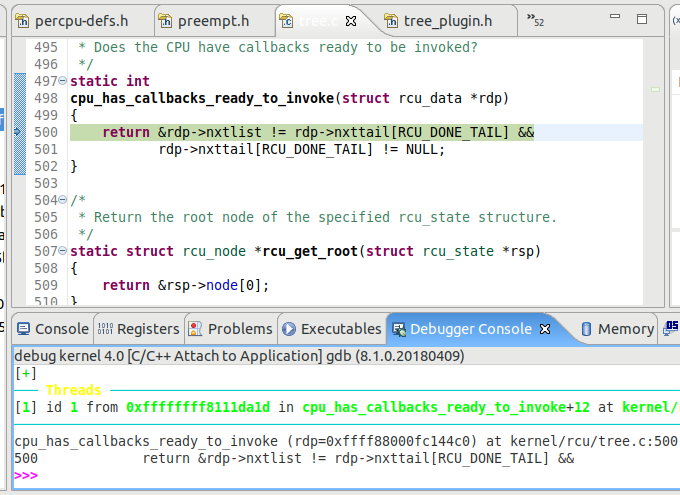 percpu-defs.h preempt.h tree.c tree_plugin.h »52
495 * Does the CPU have callbacks ready to be invoked?
496 */
497 static int
498 cpu_has_callbacks_ready_to_invoke(struct rcu_data *rdp)
499 {
500 return &rdp->nxtlist != rdp->nxttail[RCU_DONE_TAIL] &&
501 rdp->nxttail[RCU_DONE_TAIL] != NULL;
502 }
503
504 /*
505 * Return the root node of the specified rcu_state structure.
506 */
507 static struct rcu_node *rcu_get_root(struct rcu_state *rsp)
508 {
509 return &rsp->node[0];
510 }
Console Registers Problems Executables Debugger Console Memory
debug kernel 4.0 [C/C++ Attach to Application] gdb (8.1.0.20180409)
[+]
Threads
[1] id 1 from 0xffffffff8111da1d in cpu_has_callbacks_ready_to_invoke+12 at kernel/
cpu_has_callbacks_ready_to_invoke (rdp=0xffff88000fc144c0) at kernel/rcu/tree.c:500
500 return &rdp->nxtlist != rdp->nxttail[RCU_DONE_TAIL] &&
>>>